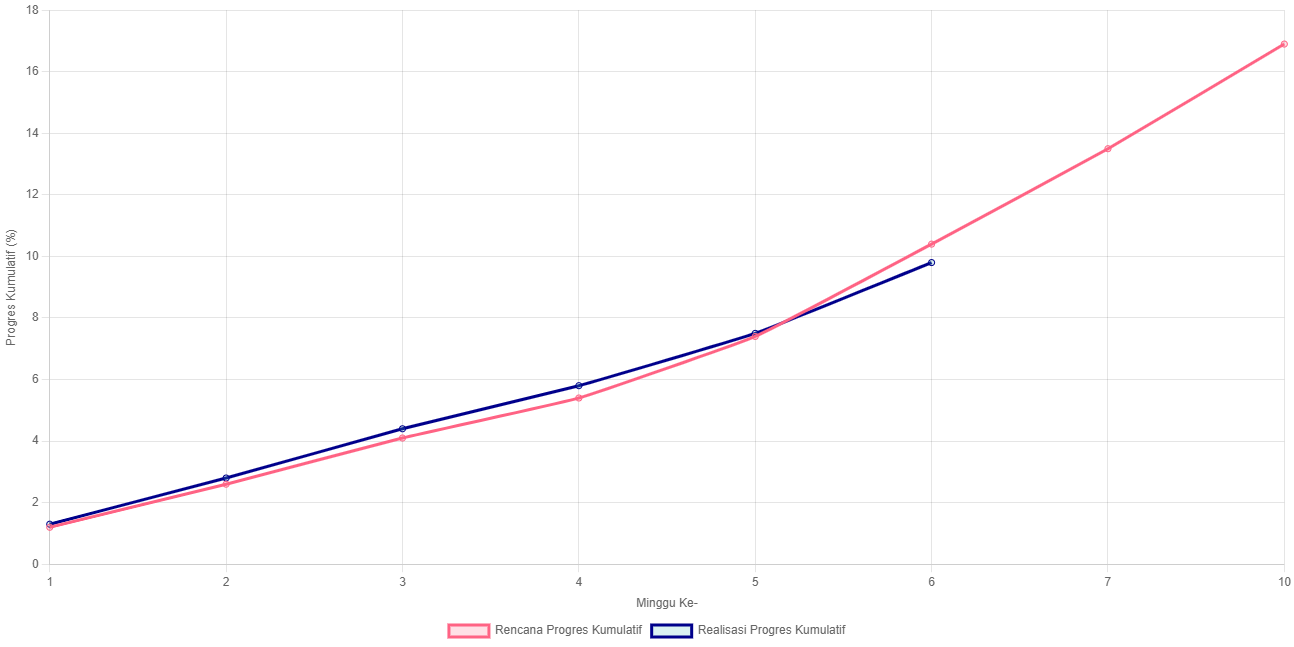 18
16
14
12
10
8
6
4
2
0
Progres Kumulatif (%)
1 2 3 4 5 6 7 10
Minggu Ke-
Rencana Progres Kumulatif Realisasi Progres Kumulatif